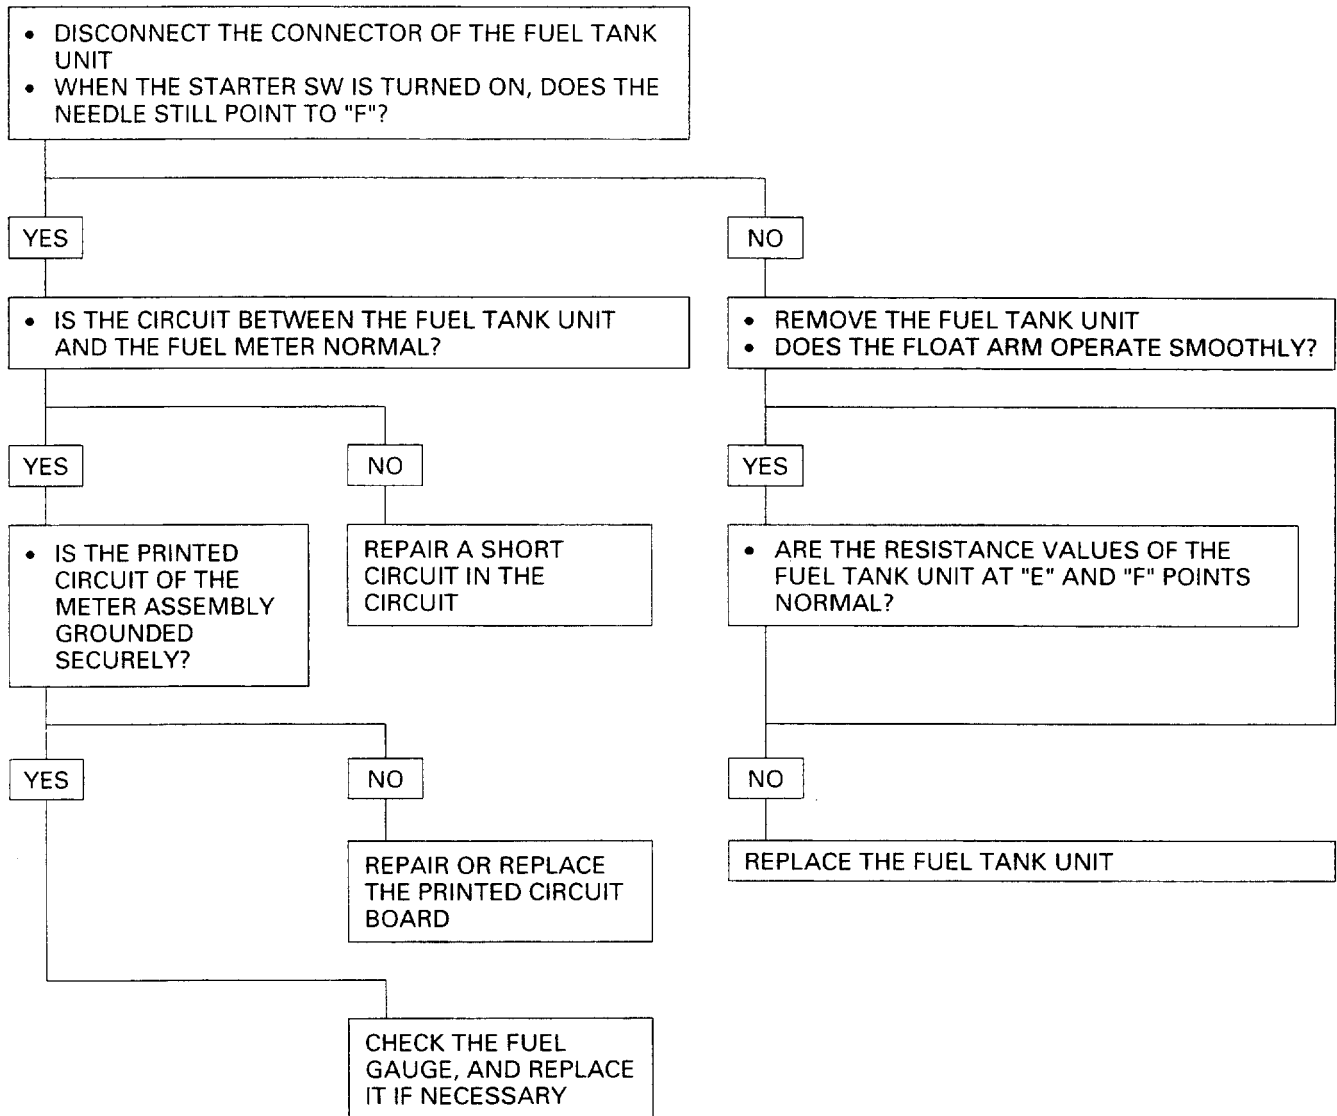 • DISCONNECT THE CONNECTOR OF THE FUEL TANK
UNIT
• WHEN THE STARTER SW IS TURNED ON, DOES THE
NEEDLE STILL POINT TO "F"?
YES
NO
• IS THE CIRCUIT BETWEEN THE FUEL TANK UNIT
AND THE FUEL METER NORMAL?
• REMOVE THE FUEL TANK UNIT
• DOES THE FLOAT ARM OPERATE SMOOTHLY?
YES
NO
YES
• IS THE PRINTED
CIRCUIT OF THE
METER ASSEMBLY
GROUNDED
SECURELY?
REPAIR A SHORT
CIRCUIT IN THE
CIRCUIT
• ARE THE RESISTANCE VALUES OF THE
FUEL TANK UNIT AT "E" AND "F" POINTS
NORMAL?
YES
NO
NO
REPAIR OR REPLACE
THE PRINTED CIRCUIT
BOARD
REPLACE THE FUEL TANK UNIT
CHECK THE FUEL
GAUGE, AND REPLACE
IT IF NECESSARY